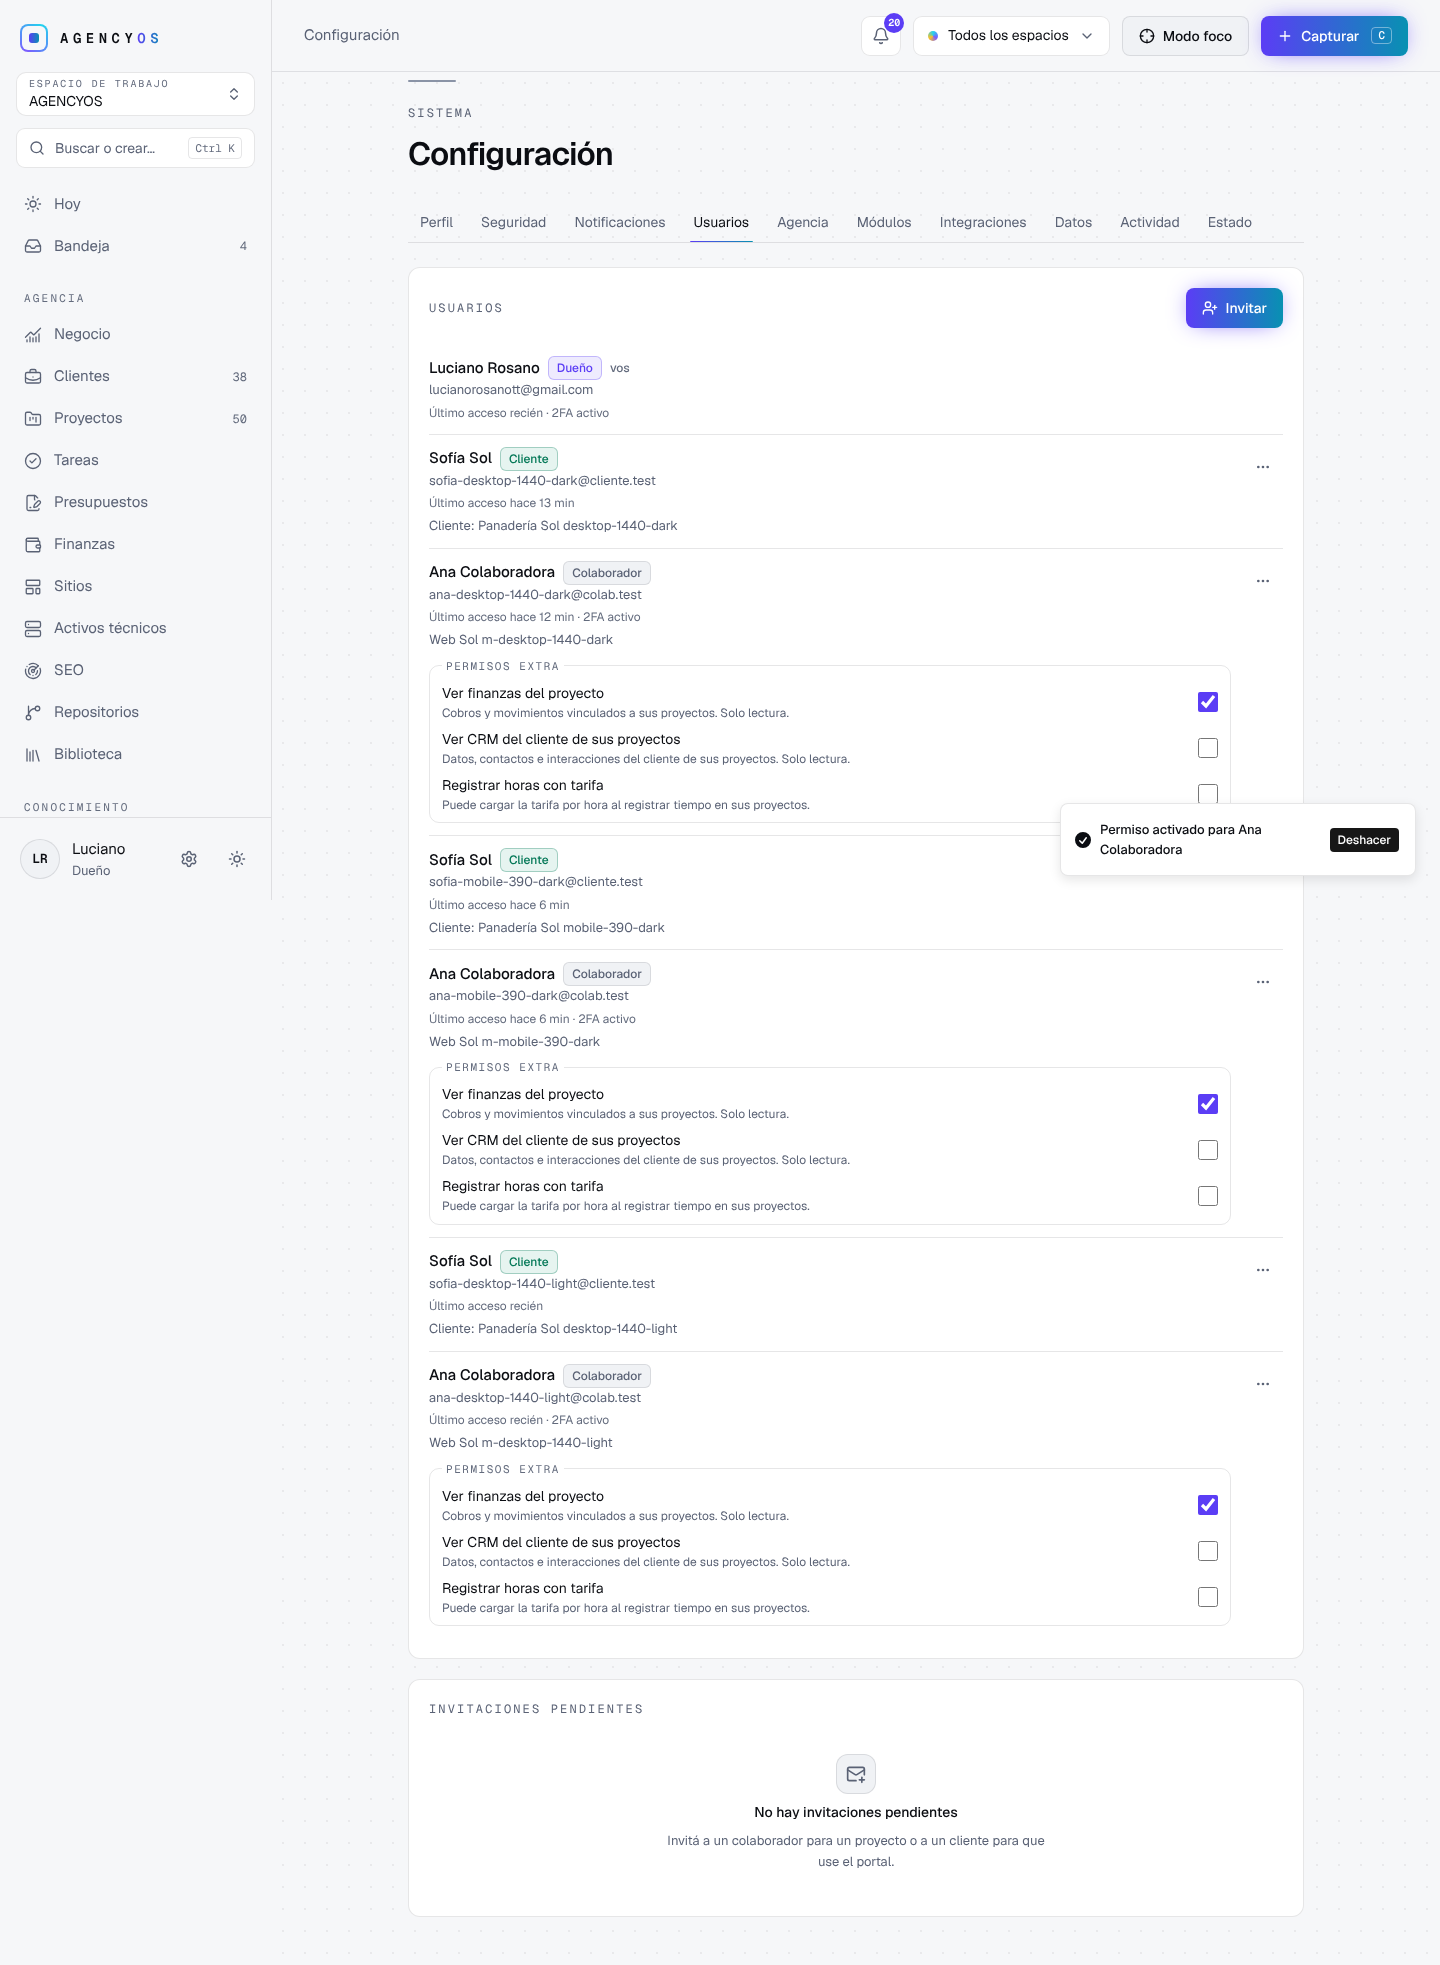 AGENCYOS
ESPACIO DE TRABAJO
AGENCYOS
Buscar o crear... Ctrl K
Hoy
Bandeja 4
AGENCIA
Negocio
Clientes 38
Proyectos 50
Tareas
Presupuestos
Finanzas
Sitios
Activos técnicos
SEO
Repositorios
Biblioteca
CONOCIMIENTO
LR
Luciano
Dueño
Configuración
20
Todos los espacios
Modo foco
Capturar C
SISTEMA
Configuración
Perfil Seguridad Notificaciones Usuarios Agencia Módulos Integraciones Datos Actividad Estado
USUARIOS
Invitar
Luciano Rosano Dueño vos
lucianorosanott@gmail.com
Último acceso recién · 2FA activo
Sofía Sol Cliente
sofia-desktop-1440-dark@cliente.test
Último acceso hace 13 min
Cliente: Panadería Sol desktop-1440-dark
Ana Colaboradora Colaborador
ana-desktop-1440-dark@colab.test
Último acceso hace 12 min · 2FA activo
Web Sol m-desktop-1440-dark
PERMISOS EXTRA
Ver finanzas del proyecto
Cobros y movimientos vinculados a sus proyectos. Solo lectura.
Ver CRM del cliente de sus proyectos
Datos, contactos e interacciones del cliente de sus proyectos. Solo lectura.
Registrar horas con tarifa
Puede cargar la tarifa por hora al registrar tiempo en sus proyectos.
Permiso activado para Ana
Colaboradora
Deshacer
Sofía Sol Cliente
sofia-mobile-390-dark@cliente.test
Último acceso hace 6 min
Cliente: Panadería Sol mobile-390-dark
Ana Colaboradora Colaborador
ana-mobile-390-dark@colab.test
Último acceso hace 6 min · 2FA activo
Web Sol m-mobile-390-dark
PERMISOS EXTRA
Ver finanzas del proyecto
Cobros y movimientos vinculados a sus proyectos. Solo lectura.
Ver CRM del cliente de sus proyectos
Datos, contactos e interacciones del cliente de sus proyectos. Solo lectura.
Registrar horas con tarifa
Puede cargar la tarifa por hora al registrar tiempo en sus proyectos.
Sofía Sol Cliente
sofia-desktop-1440-light@cliente.test
Último acceso recién
Cliente: Panadería Sol desktop-1440-light
Ana Colaboradora Colaborador
ana-desktop-1440-light@colab.test
Último acceso recién · 2FA activo
Web Sol m-desktop-1440-light
PERMISOS EXTRA
Ver finanzas del proyecto
Cobros y movimientos vinculados a sus proyectos. Solo lectura.
Ver CRM del cliente de sus proyectos
Datos, contactos e interacciones del cliente de sus proyectos. Solo lectura.
Registrar horas con tarifa
Puede cargar la tarifa por hora al registrar tiempo en sus proyectos.
INVITACIONES PENDIENTES
No hay invitaciones pendientes
Invitá a un colaborador para un proyecto o a un cliente para que
use el portal.